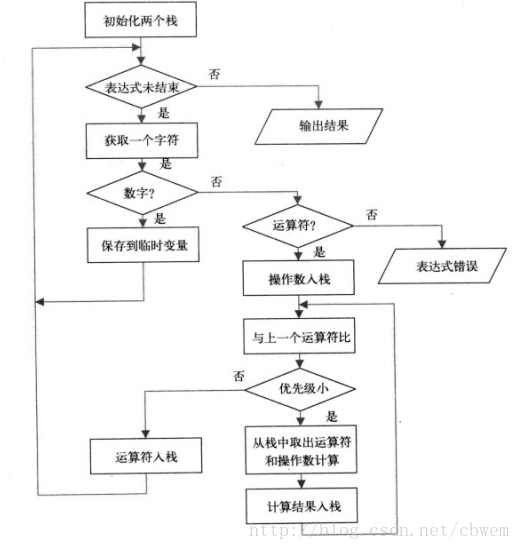 初始化两个栈
表达式未结束
否
是
输出结果
获取一个字符
是
数字？
否
是
运算符？
否
保存到临时变量
是
表达式错误
操作数入栈
与上一个运算符比
否
优先级小
是
运算符入栈
从栈中取出运算符
和操作数计算
计算结果入栈
http://blog.csdn.net/cbwem